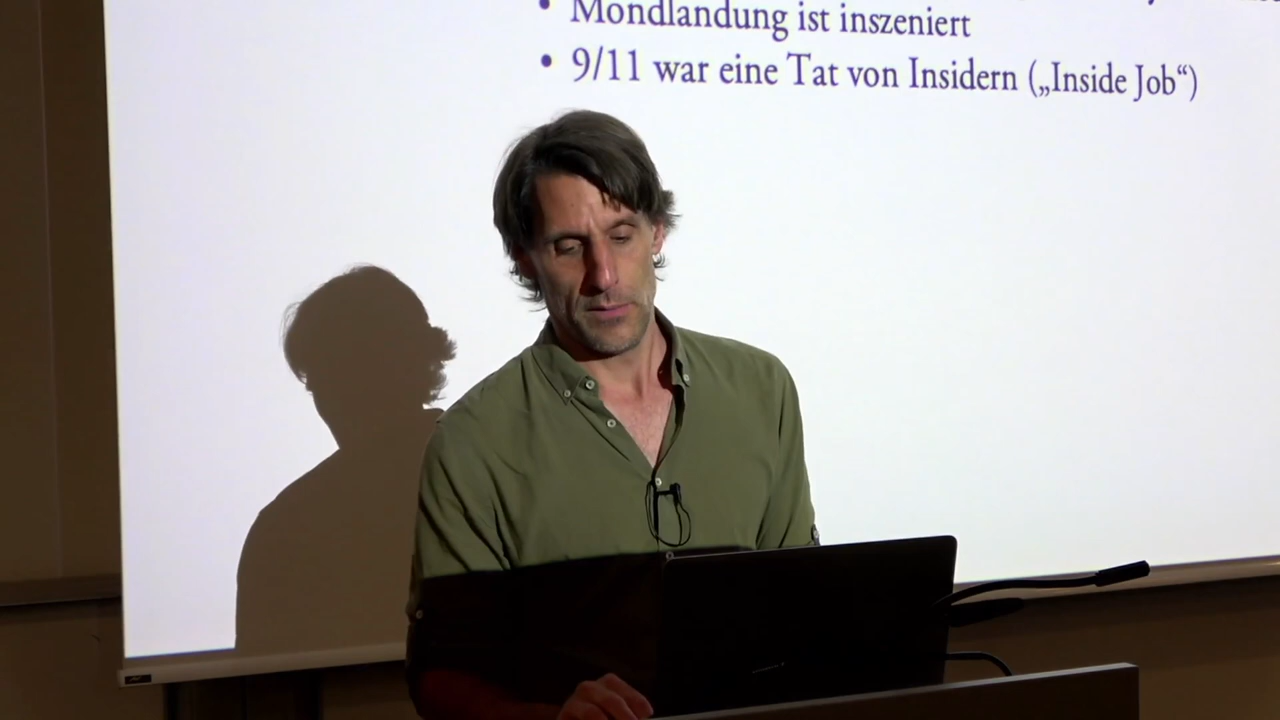 Mondlandung ist inszeniert
• 9/11 war eine Tat von Insidern („Inside Job“)